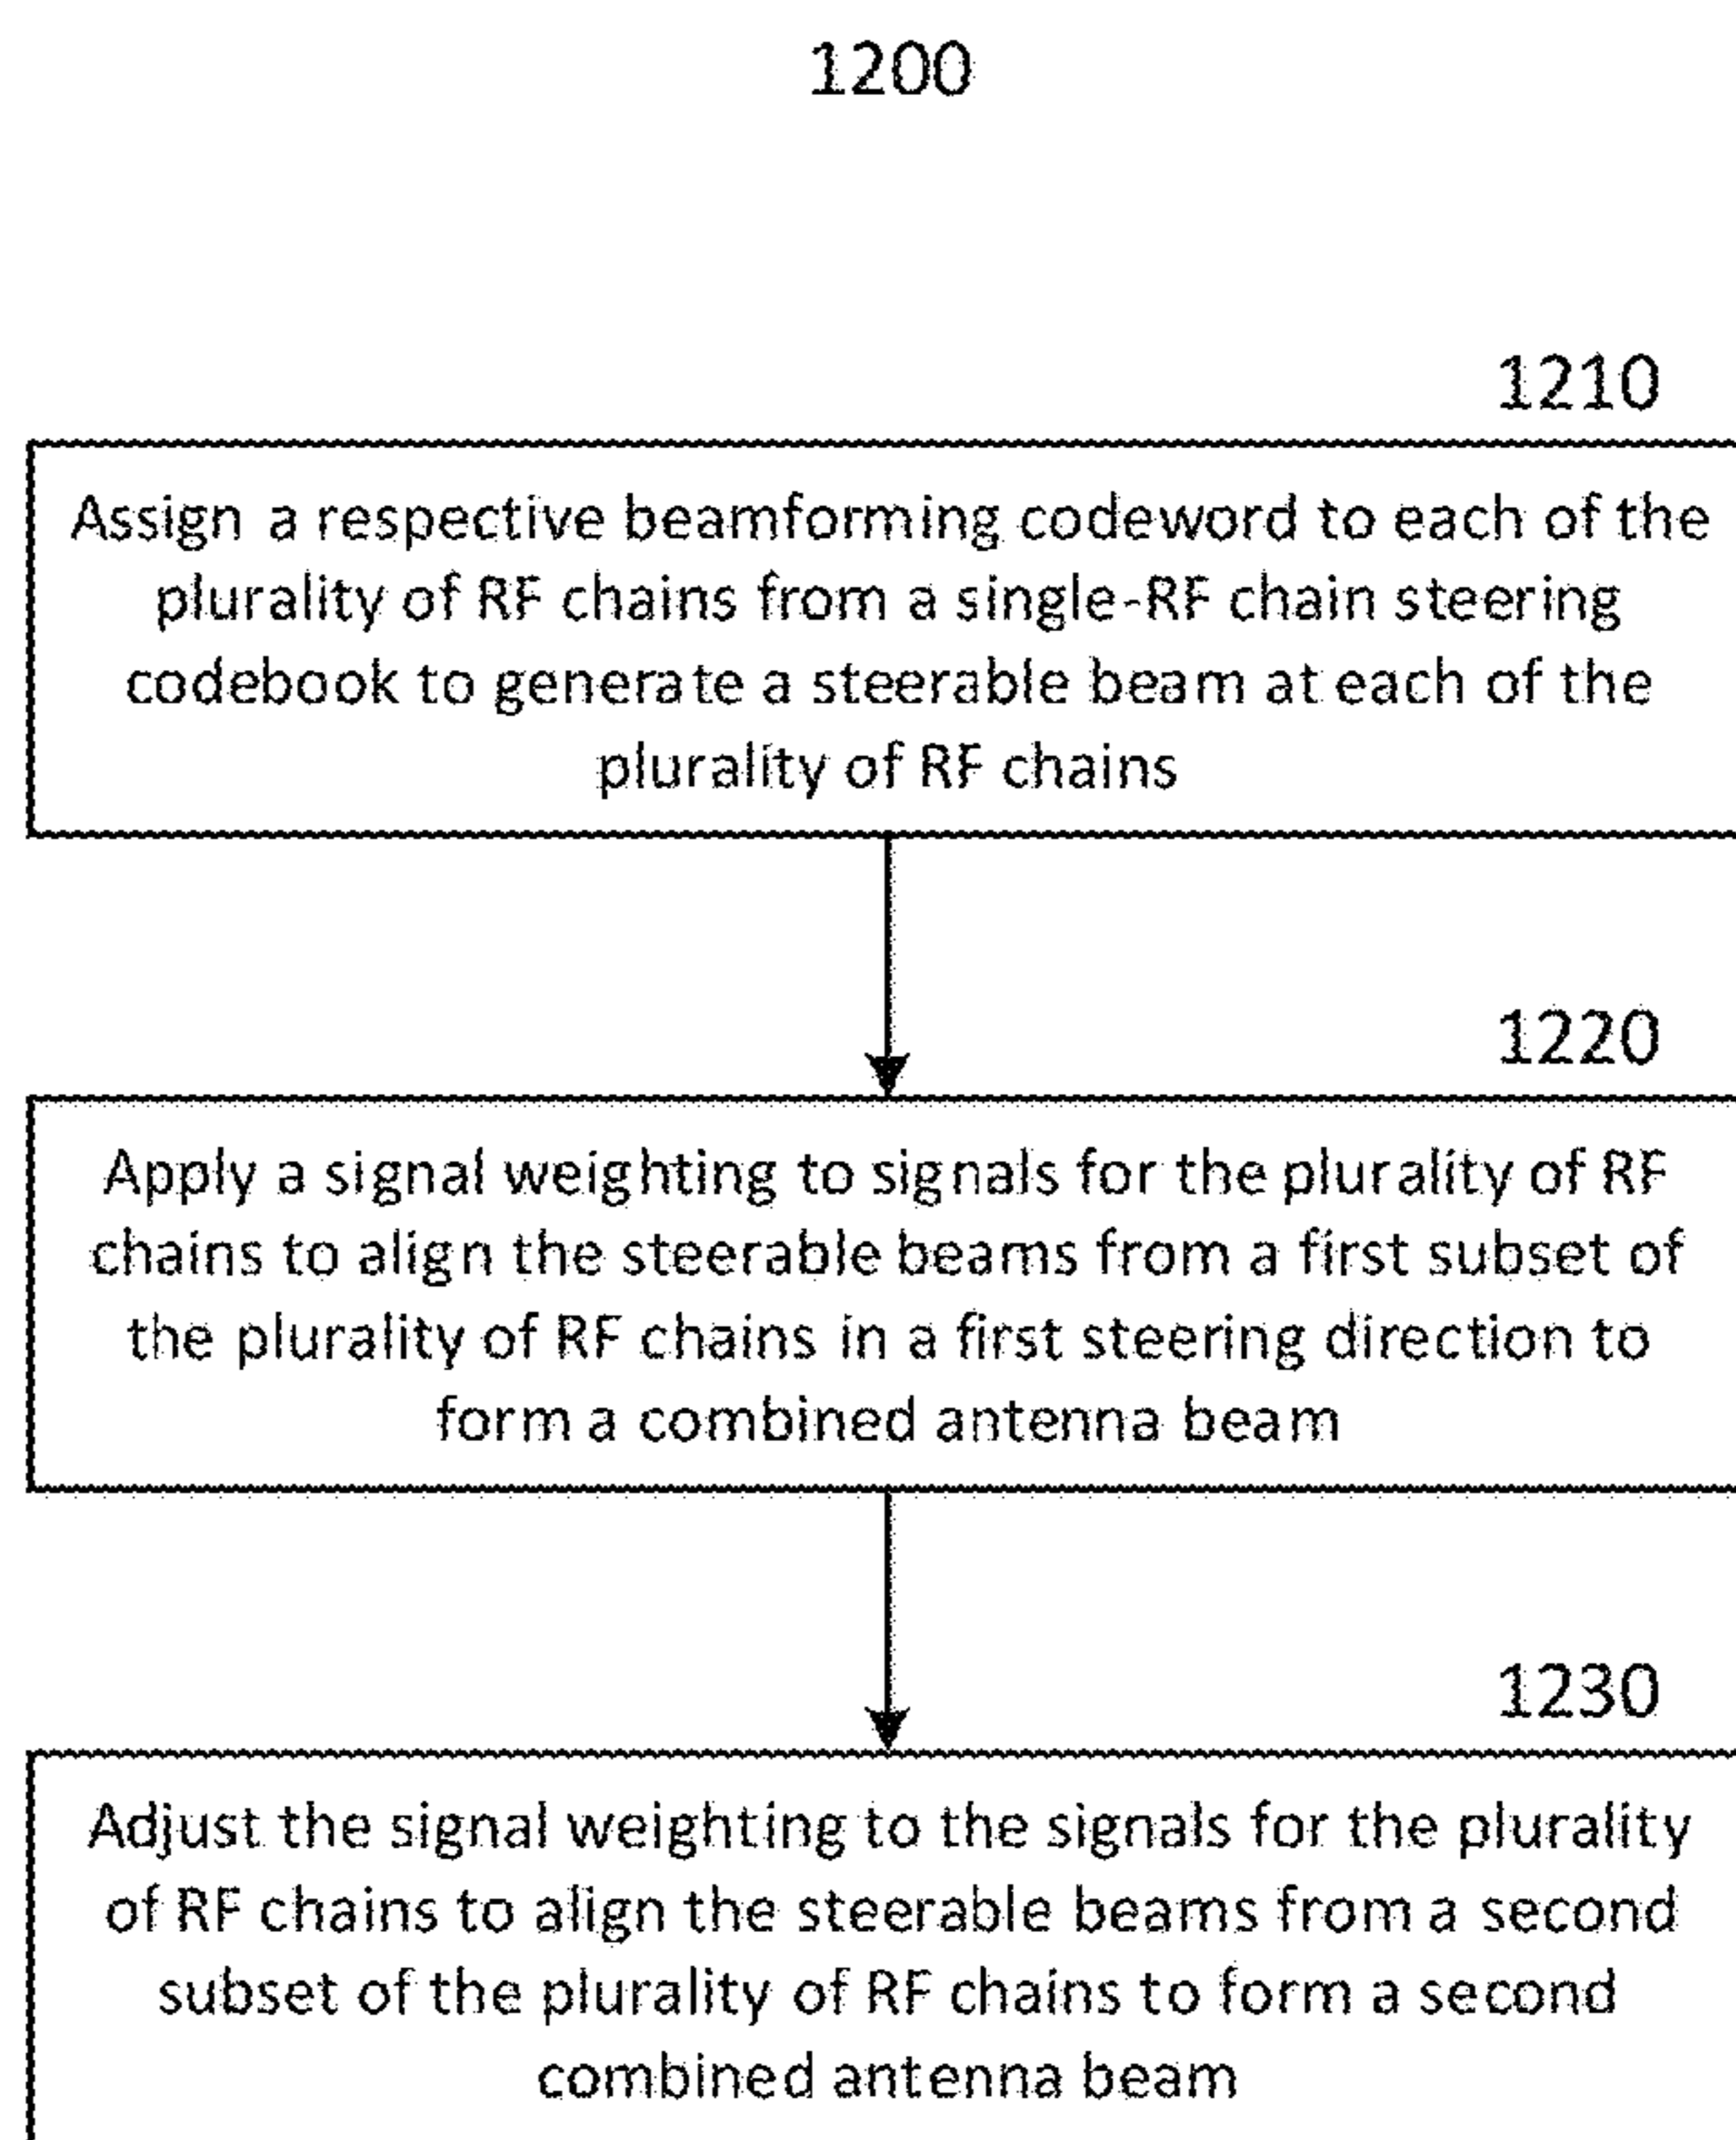 1200
1210
Assign a respective beamforming codeword to each of the
plurality of RF chains from a single-RF chain steering
codebook to generate a steerable beam at each of the
plurality of RF chains
1220
Apply a signal weighting to signals for the plurality of RF
chains to align the steerable beams from a first subset of
the plurality of RF chains in a first steering direction to
form a combined antenna beam
1230
Adjust the signal weighting to the signals for the plurality
of RF chains to align the steerable beams from a second
subset of the plurality of RF chains to form a second
combined antenna beam